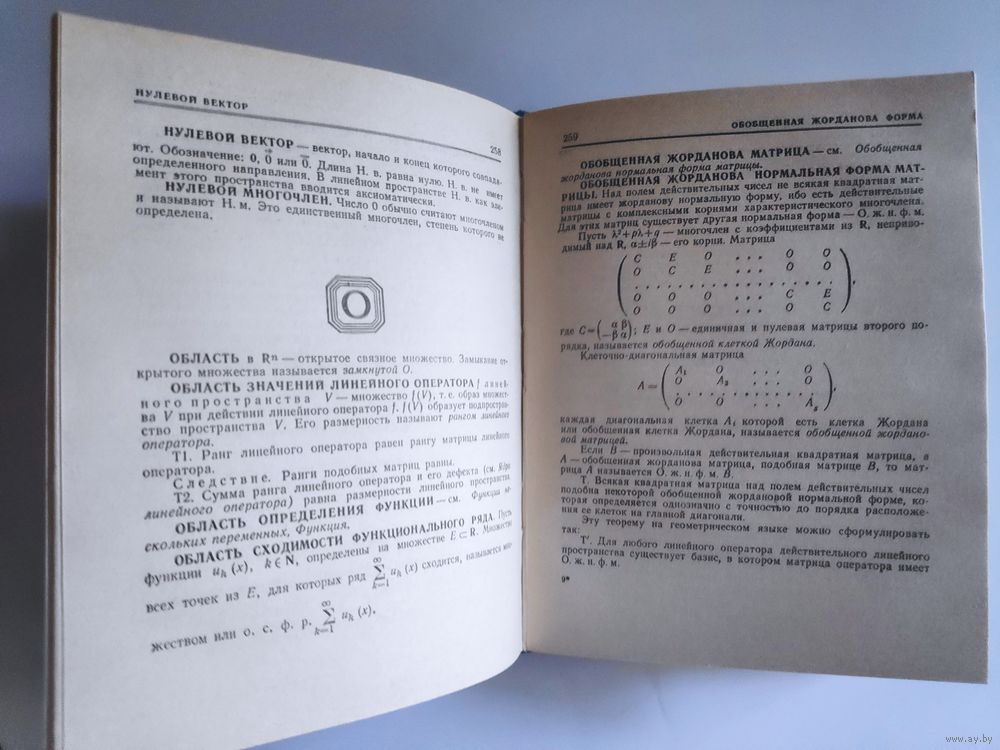 НУЛЕВОЙ ВЕКТОР
258
НУЛЕВОЙ ВЕКТОР — вектор, начало и конец которого совпада-
ют. Обозначение: 0, 0⃗ или 0̅. Длина Н. в. равна нулю. Н. в. не имеет
определенного направления. В линейном пространстве Н. в. как эле-
мент этого пространства вводится аксиоматически.
НУЛЕВОЙ МНОГОЧЛЕН. Число 0 обычно считают многочленом
и называют Н. м. Это единственный многочлен, степень которого не
определена.
О
ОБЛАСТЬ в Rⁿ — открытое связное множество. Замыкание от-
крытого множества называется замкнутой О.
ОБЛАСТЬ ЗНАЧЕНИЙ ЛИНЕЙНОГО ОПЕРАТОРА f линей-
ного пространства V — множество f(V), т. е. образ множест-
ва V при действии линейного оператора f. f(V) образует подпростран-
ство пространства V. Его размерность называют рангом линейного
оператора.
Т1. Ранг линейного оператора равен рангу матрицы линейного
оператора.
Следствие. Ранги подобных матриц равны.
Т2. Сумма ранга линейного оператора и его дефекта (см. Ядро
линейного оператора) равна размерности линейного пространства.
ОБЛАСТЬ ОПРЕДЕЛЕНИЯ ФУНКЦИИ — см. Функция не-
скольких переменных, Функция.
ОБЛАСТЬ СХОДИМОСТИ ФУНКЦИОНАЛЬНОГО РЯДА. Пусть
функции uₖ (x), k ∈ N, определены на множестве E ⊂ R. Множество
всех точек из E, для которых ряд ∑_{k=1}^{∞} uₖ (x) сходится, называется мно-
жеством или о. с. ф. р. ∑_{k=1}^{∞} uₖ (x).
259
ОБОБЩЕННАЯ ЖОРДАНОВА ФОРМА
ОБОБЩЕННАЯ ЖОРДАНОВА МАТРИЦА — см. Обобщенная
жорданова нормальная форма матрицы.
ОБОБЩЕННАЯ ЖОРДАНОВА НОРМАЛЬНАЯ ФОРМА МАТ-
РИЦЫ. Над полем действительных чисел не всякая квадратная мат-
рица имеет жорданову нормальную форму, ибо есть действительные
матрицы с комплексными корнями характеристического многочлена.
Для этих матриц существует другая нормальная форма — О. ж. н. ф. м.
Пусть λ²+pλ+q — многочлен с коэффициентами из R, неприво-
димый над R, α±iβ — его корни. Матрица
( C E O ... O O )
O C E ... O O
. . . . . . . . . . . . . . . . . ,
O O O ... C E
O O O ... O C
где C=( α β / −β α ); E и O — единичная и нулевая матрицы второго по-
рядка, называется обобщенной клеткой Жордана.
Клеточно-диагональная матрица
( A₁ O ... O )
A = O A₂ ... O ,
. . . . . . . . . .
O O ... Aₛ
каждая диагональная клетка Aᵢ которой есть клетка Жордана
или обобщенная клетка Жордана, называется обобщенной жордано-
вой матрицей.
Если B — произвольная действительная квадратная матрица, а
A — обобщенная жорданова матрица, подобная матрице B, то мат-
рица A называется О. ж. н. ф. м. B.
Т. Всякая квадратная матрица над полем действительных чисел
подобна некоторой обобщенной жордановой нормальной форме, ко-
торая определяется однозначно с точностью до порядка расположе-
ния ее клеток на главной диагонали.
Эту теорему на геометрическом языке можно сформулировать
так:
Т'. Для любого линейного оператора действительного линейного
пространства существует базис, в котором матрица оператора имеет
О. ж. н. ф. м.
9*
www.ay.by